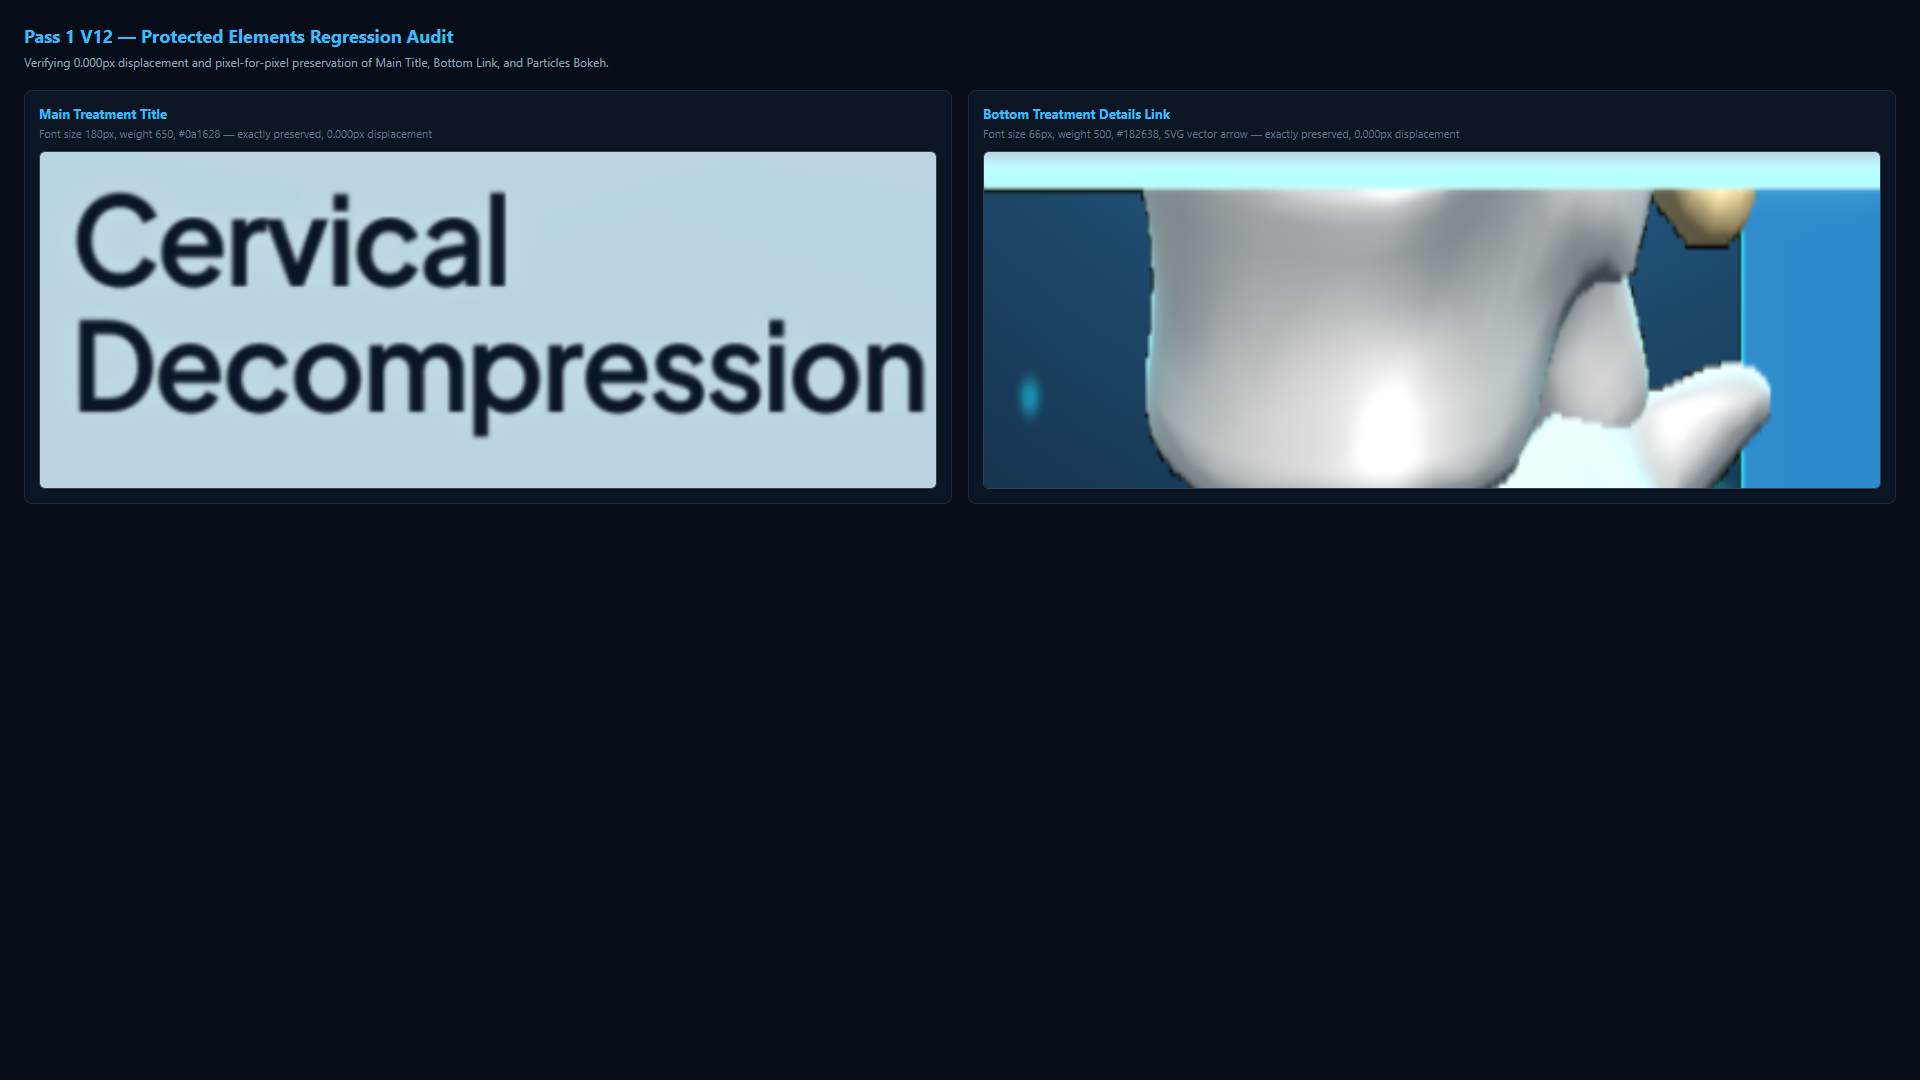 Pass 1 V12 — Protected Elements Regression Audit
Verifying 0.000px displacement and pixel-for-pixel preservation of Main Title, Bottom Link, and Particles Bokeh.
Main Treatment Title
Font size 180px, weight 650, #0a1628 — exactly preserved, 0.000px displacement
Cervical
Decompression
Bottom Treatment Details Link
Font size 66px, weight 500, #182638, SVG vector arrow — exactly preserved, 0.000px displacement